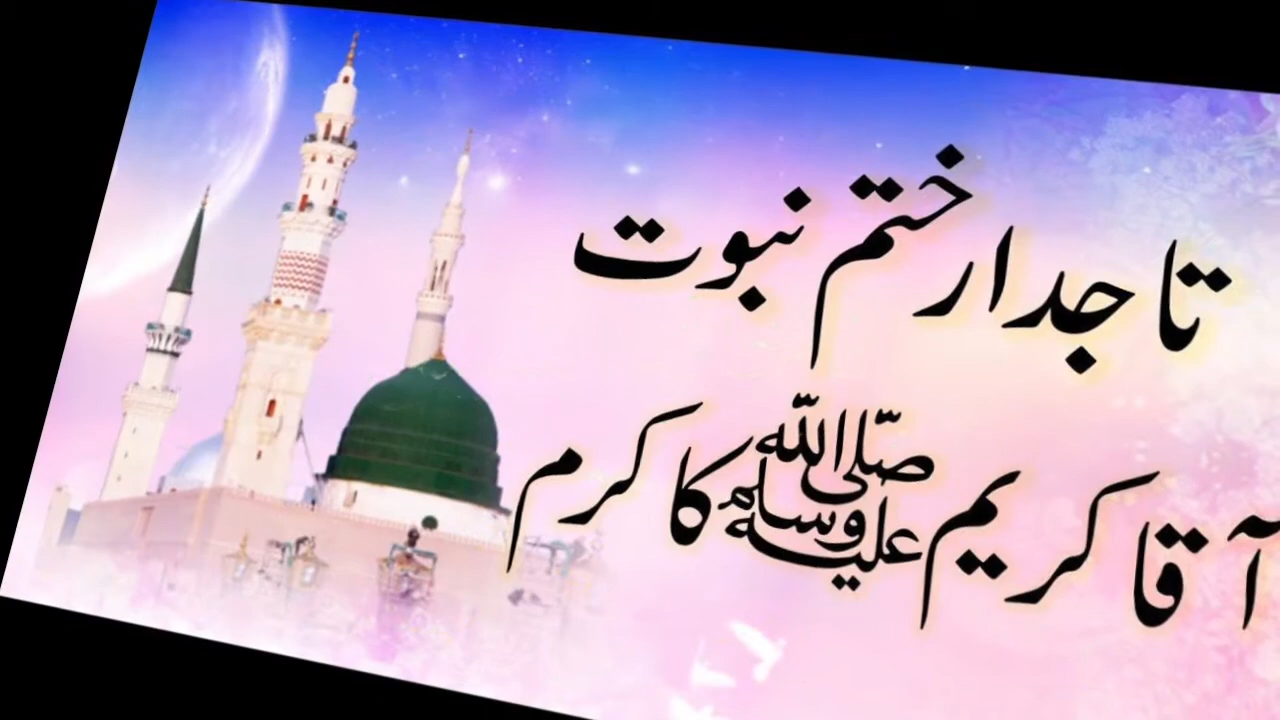 تاجدار ختم نبوت
آقا کریم صلی اللہ علیہ وسلم کا کرم